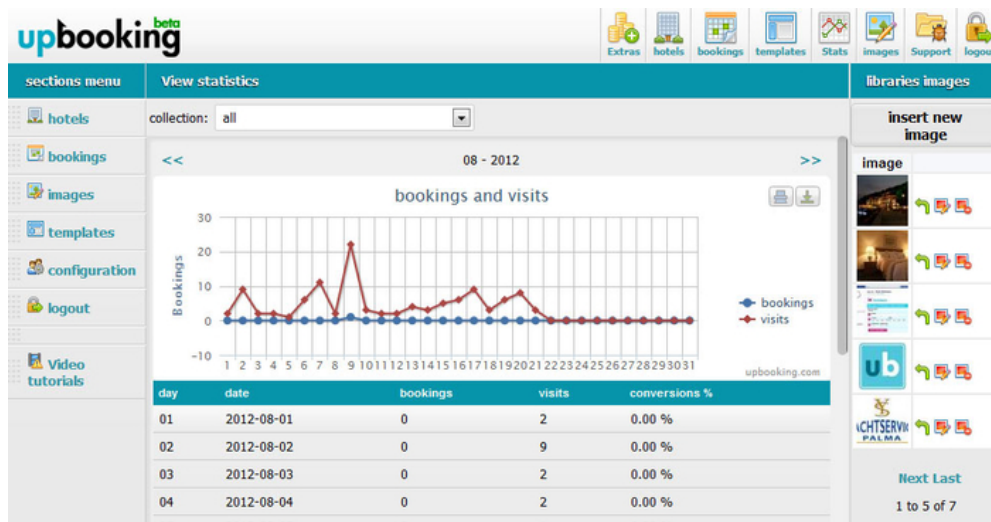 upbooking beta
Extras hotels bookings templates Stats images Support logou
sections menu
hotels
bookings
images
templates
configuration
logout
Video
tutorials
View statistics
collection: all
<< 08 - 2012 >>
bookings and visits
30
20
10
0
-10
Bookings
1 2 3 4 5 6 7 8 9 10 11 12 13 14 15 16 17 18 19 20 21 22 23 24 25 26 27 28 29 30 31
bookings
visits
upbooking.com
day date bookings visits conversions %
01 2012-08-01 0 2 0.00 %
02 2012-08-02 0 9 0.00 %
03 2012-08-03 0 2 0.00 %
04 2012-08-04 0 2 0.00 %
libraries images
insert new
image
image
ub
ACHTSERVI
PALMA
Next Last
1 to 5 of 7